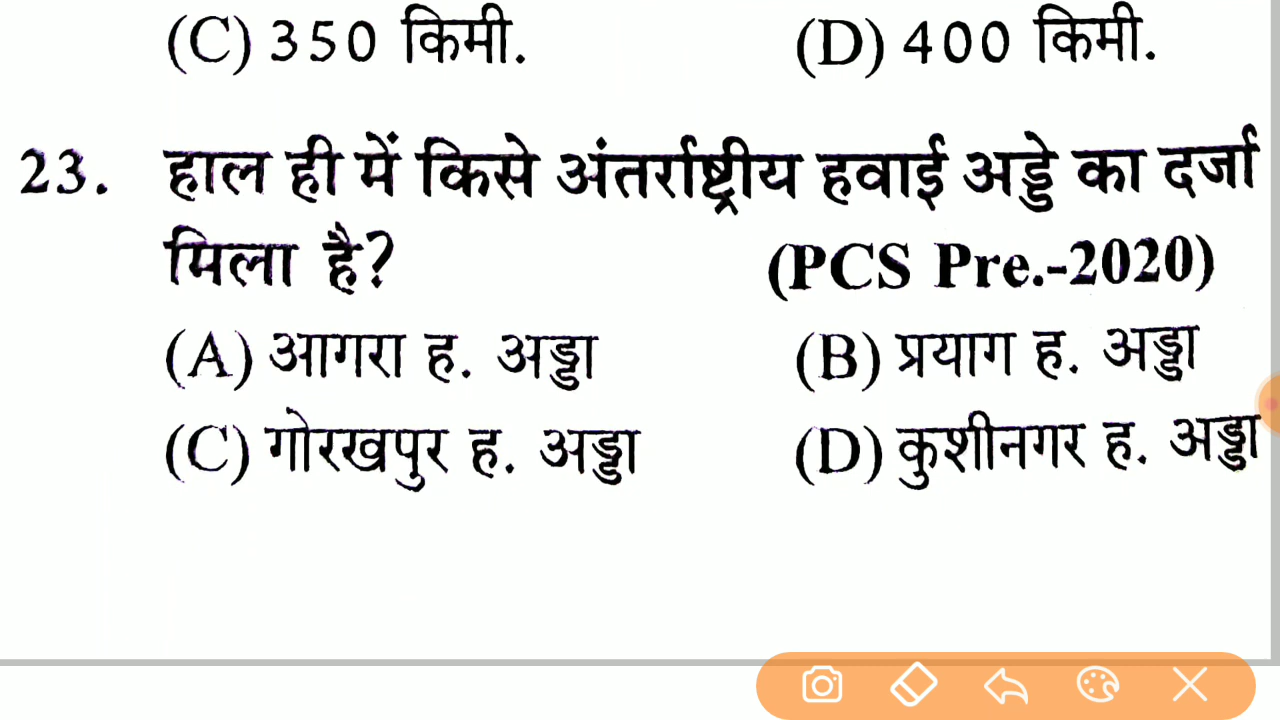 (C) 350 किमी. (D) 400 किमी.
23. हाल ही में किसे अंतर्राष्ट्रीय हवाई अड्डे का दर्जा
मिला है? (PCS Pre.-2020)
(A) आगरा ह. अड्डा (B) प्रयाग ह. अड्डा
(C) गोरखपुर ह. अड्डा (D) कुशीनगर ह. अड्डा